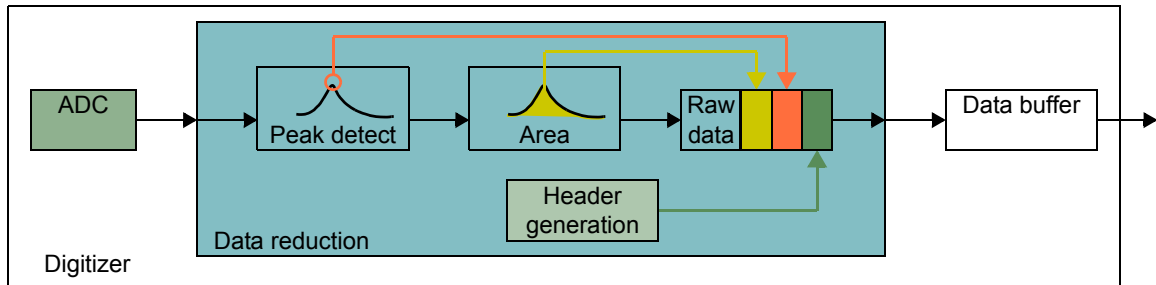 ADC
Peak detect
Area
Raw
data
Data buffer
Header
generation
Data reduction
Digitizer